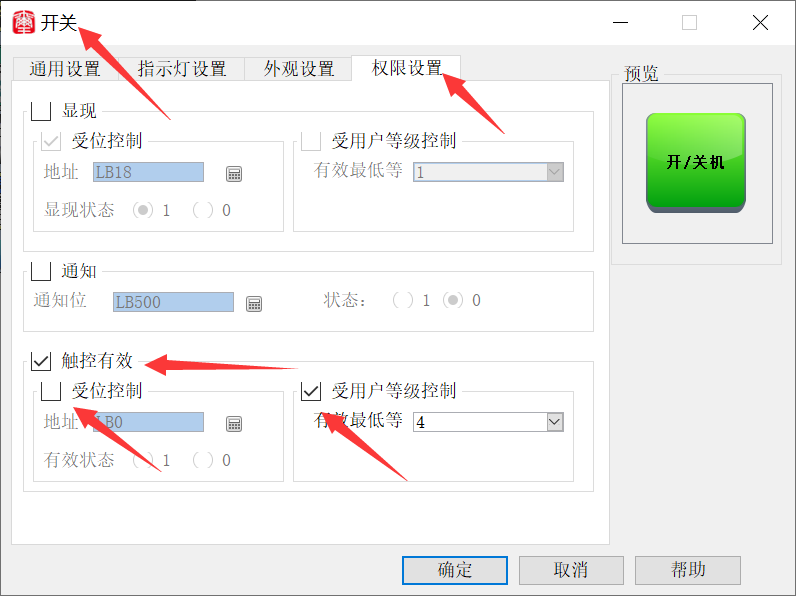 开关
通用设置 指示灯设置 外观设置 权限设置
预览
开/关机
显现
受位控制
地址 LB18
显现状态 1 0
受用户等级控制
有效最低等 1
通知
通知位 LB500 状态： 1 0
触控有效
受位控制
地址 LB0
有效状态 1 0
受用户等级控制
有效最低等 4
确定 取消 帮助